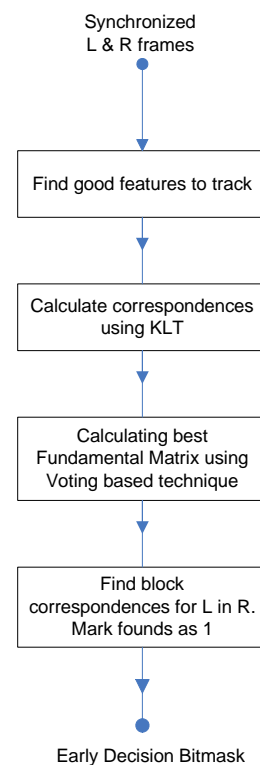 Synchronized
L & R frames
Find good features to track
Calculate correspondences
using KLT
Calculating best
Fundamental Matrix using
Voting based technique
Find block
correspondences for L in R.
Mark founds as 1
Early Decision Bitmask